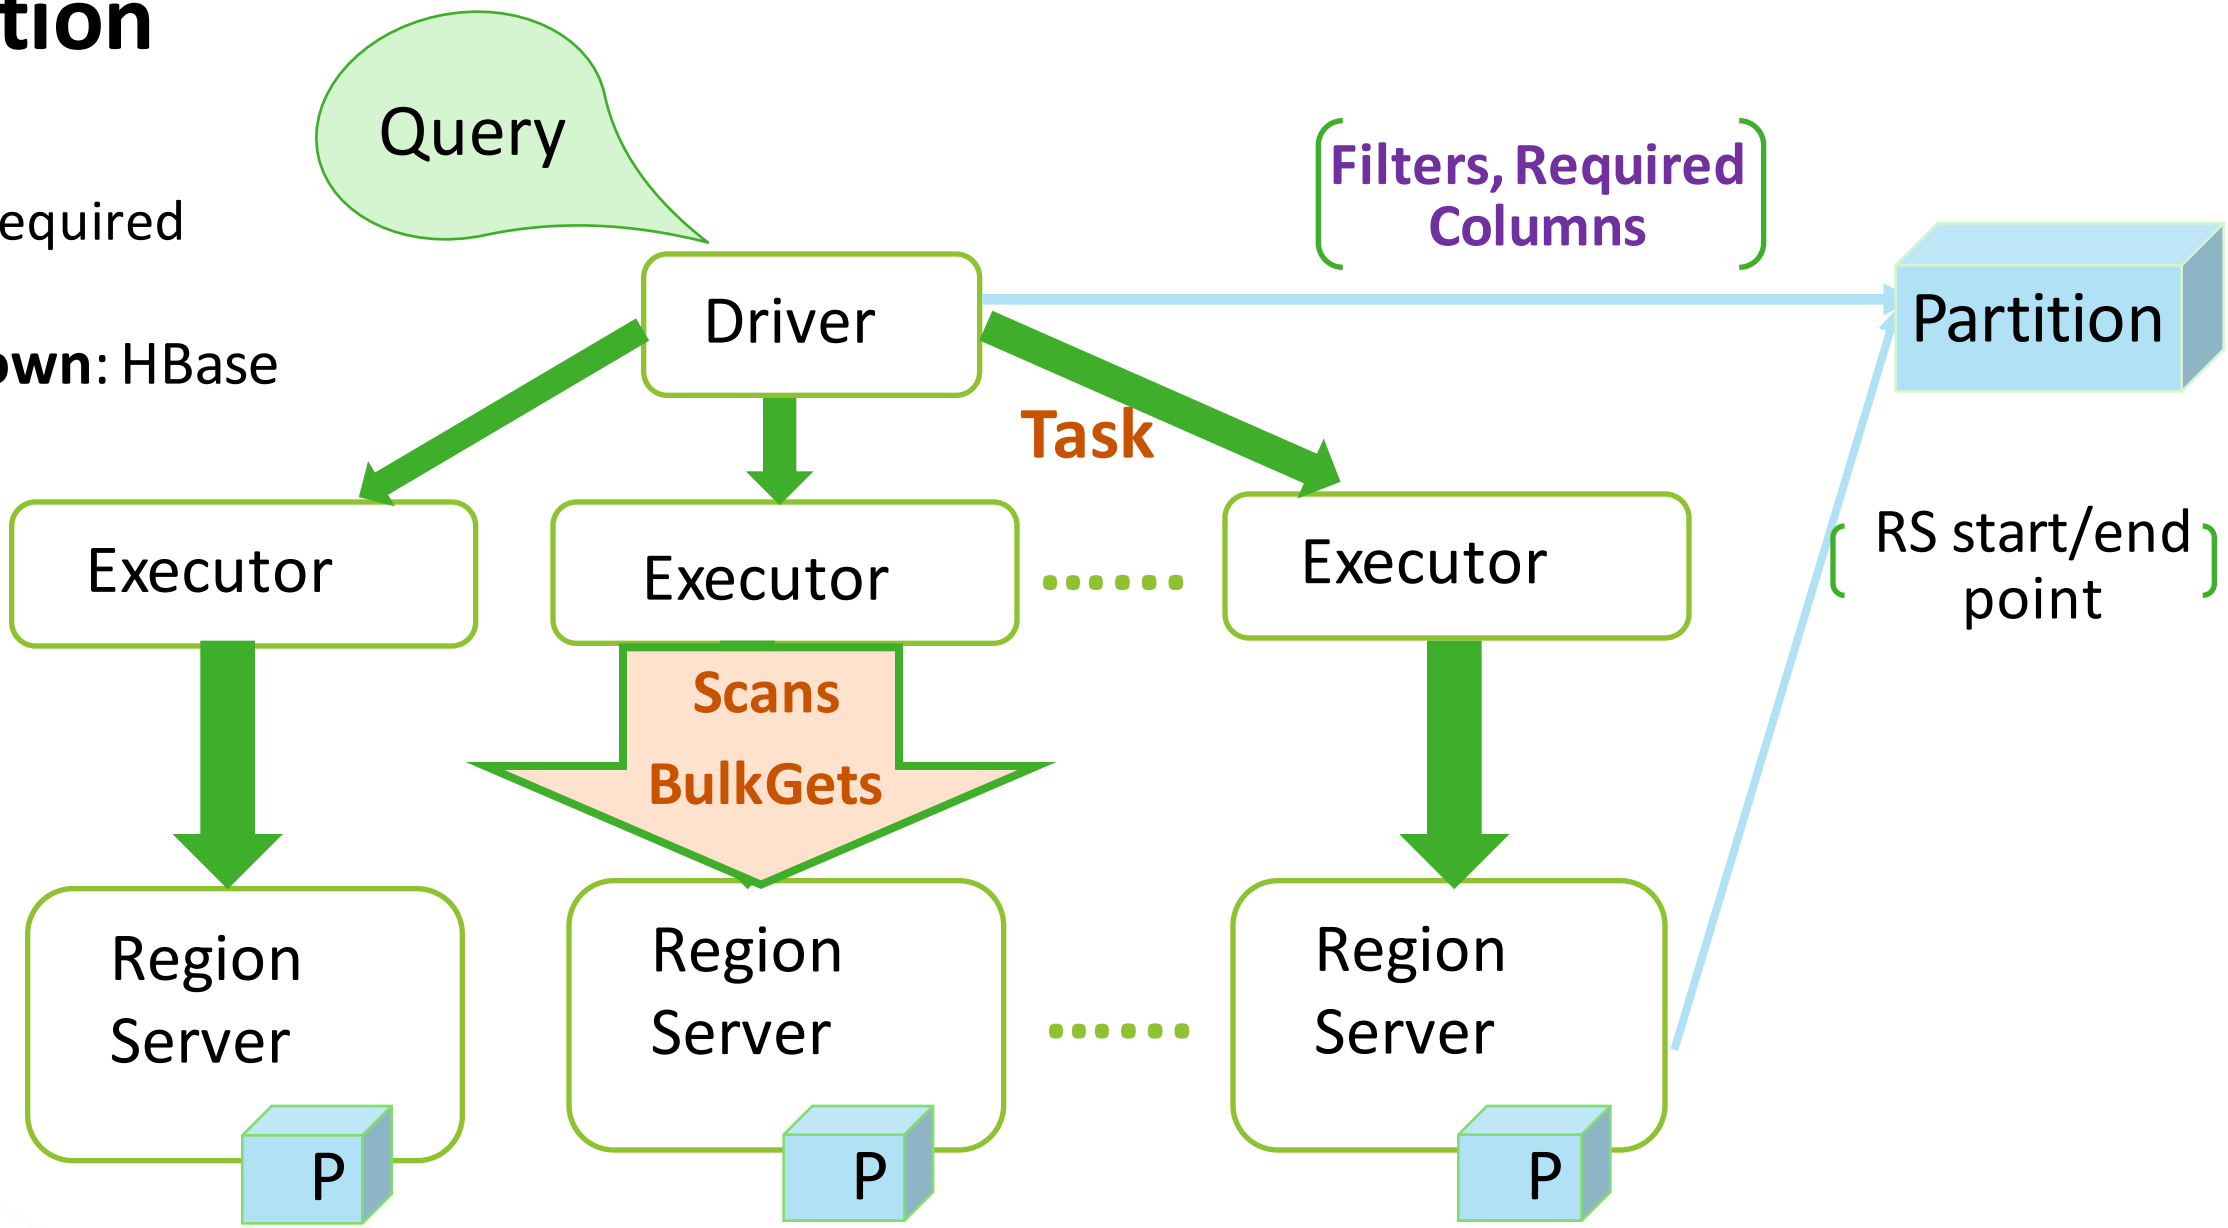 tion
Query
equired
own: HBase
Filters, Required
Columns
Driver
Partition
Task
Executor
Executor
Executor
RS start/end
point
Scans
BulkGets
Region
Server
Region
Server
Region
Server
P
P
P